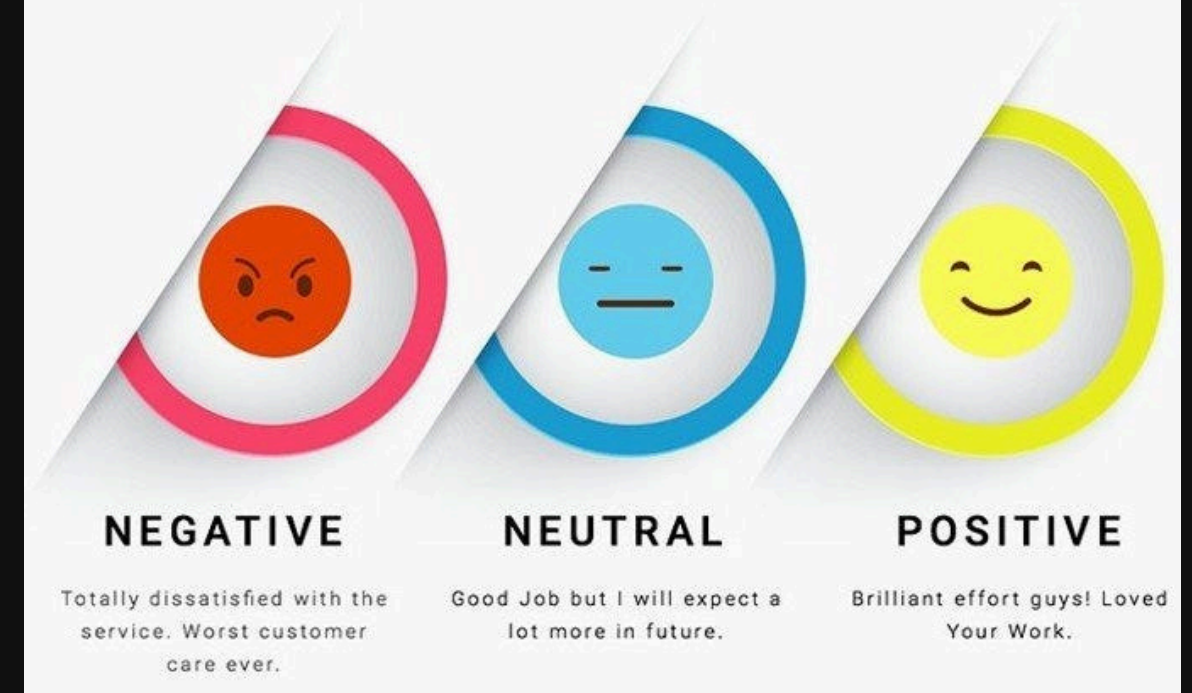 NEGATIVE
Totally dissatisfied with the
service. Worst customer
care ever.
NEUTRAL
Good Job but I will expect a
lot more in future.
POSITIVE
Brilliant effort guys! Loved
Your Work.